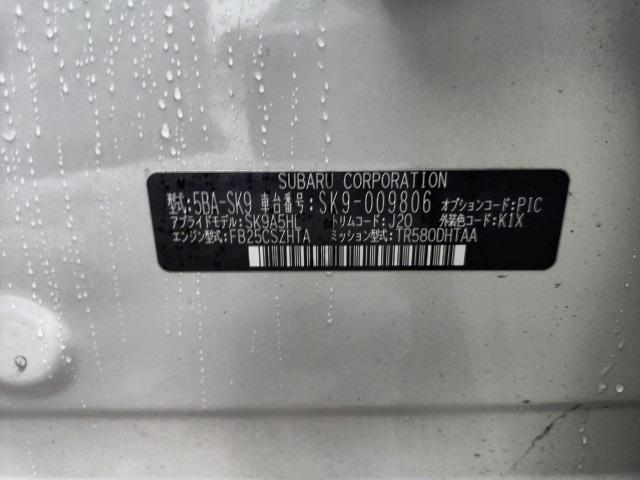 SUBARU CORPORATION
型式:5BA-SK9 車台番号:SK9-009806 オプションコード:PIC
アプライドモデル:SK9A5HL トリムコード:J20 外装色コード:K1X
エンジン型式:FB25CSZHTA ミッション型式:TR580DHTAA